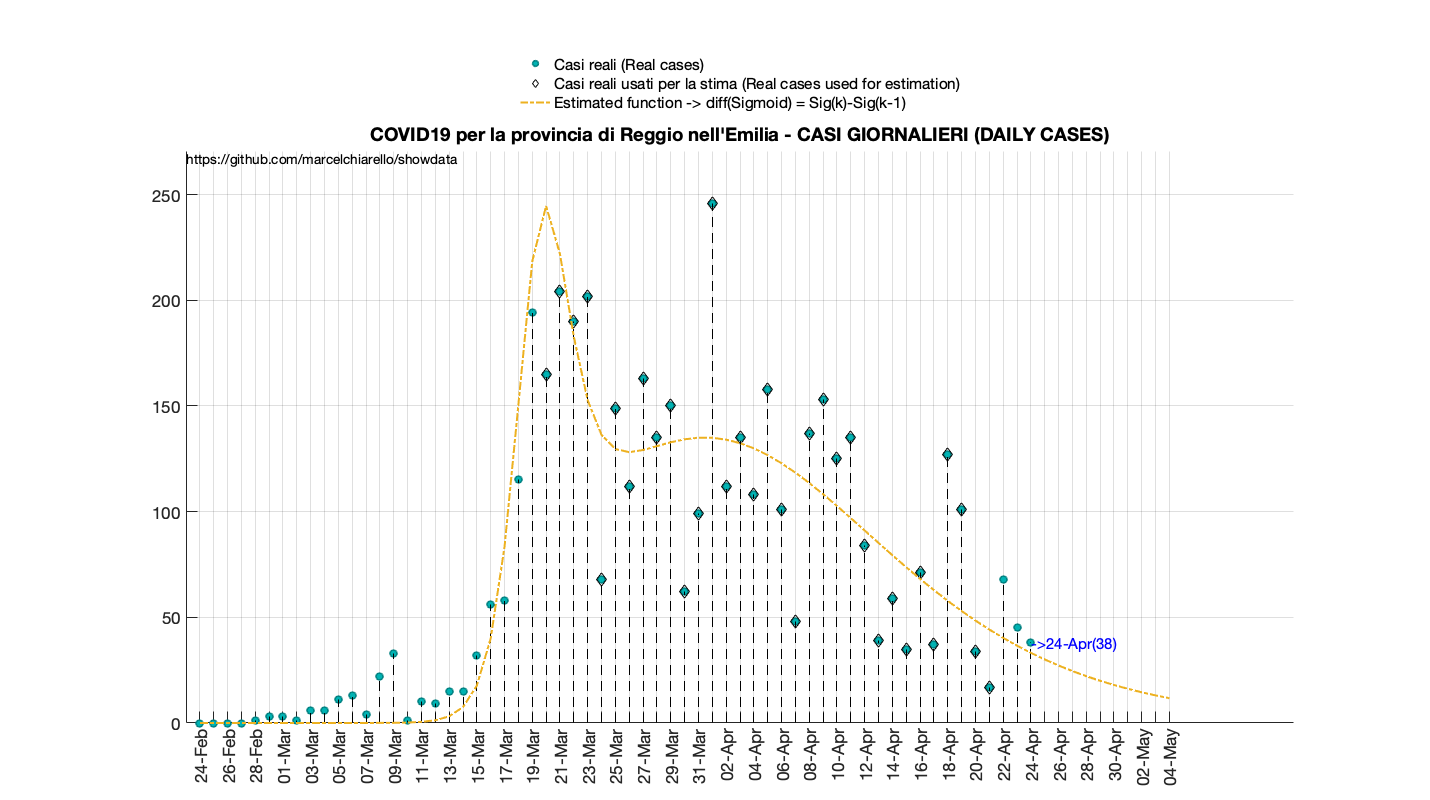 Casi reali (Real cases)
Casi reali usati per la stima (Real cases used for estimation)
Estimated function -> diff(Sigmoid) = Sig(k)-Sig(k-1)
COVID19 per la provincia di Reggio nell'Emilia - CASI GIORNALIERI (DAILY CASES)
https://github.com/marcelchiarello/showdata
250
200
150
100
50
0
->24-Apr(38)
24-Feb
26-Feb
28-Feb
01-Mar
03-Mar
05-Mar
07-Mar
09-Mar
11-Mar
13-Mar
15-Mar
17-Mar
19-Mar
21-Mar
23-Mar
25-Mar
27-Mar
29-Mar
31-Mar
02-Apr
04-Apr
06-Apr
08-Apr
10-Apr
12-Apr
14-Apr
16-Apr
18-Apr
20-Apr
22-Apr
24-Apr
26-Apr
28-Apr
30-Apr
02-May
04-May